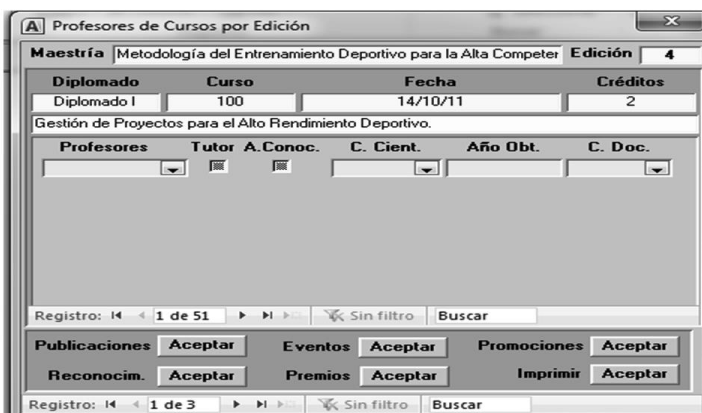 Profesores de Cursos por Edición
Maestría Metodología del Entrenamiento Deportivo para la Alta Competer Edición 4
Diplomado Curso Fecha Créditos
Diplomado I 100 14/10/11 2
Gestión de Proyectos para el Alto Rendimiento Deportivo.
Profesores Tutor A.Conoc. C. Cient. Año Obt. C. Doc.
Registro: 1 de 51 Sin filtro Buscar
Publicaciones Aceptar Eventos Aceptar Promociones Aceptar
Reconocim. Aceptar Premios Aceptar Imprimir Aceptar
Registro: 1 de 3 Sin filtro Buscar